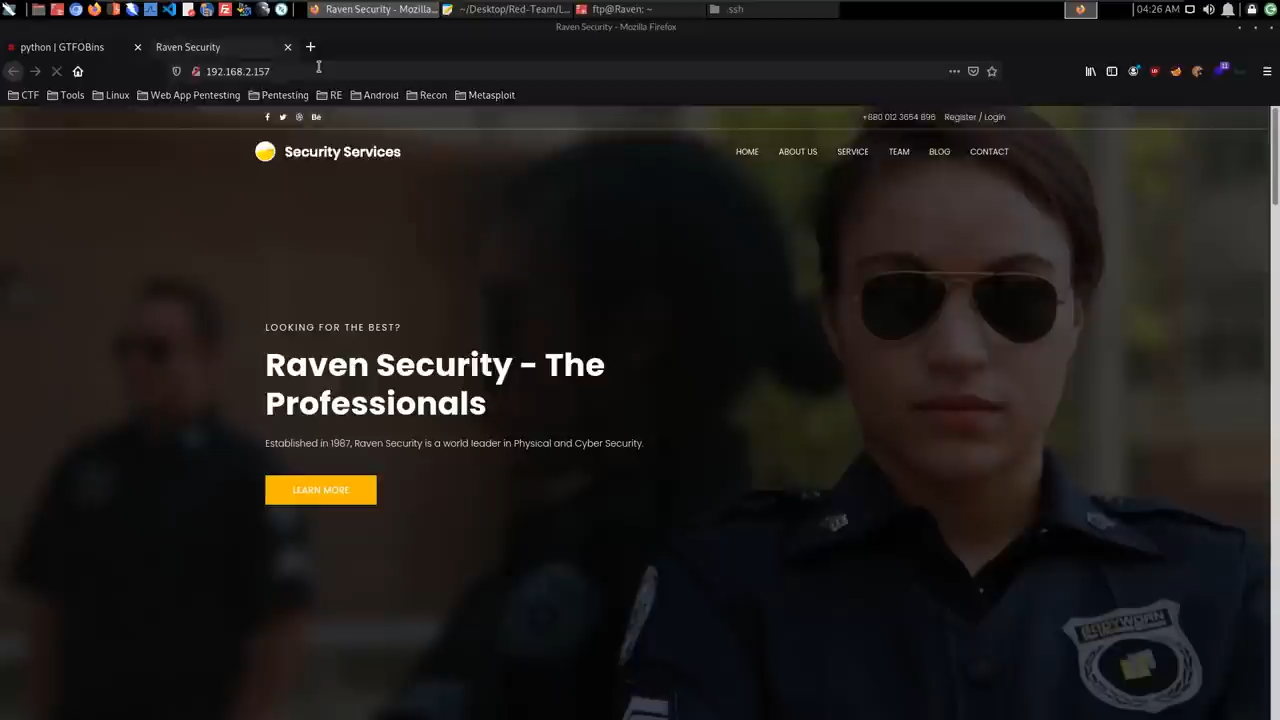 Raven Security - Mozilla...
~/Desktop/Red-Team/L...
ftp@Raven: ~
.ssh
04:26 AM
Raven Security - Mozilla Firefox
python | GTFOBins
Raven Security
192.168.2.157
CTF
Tools
Linux
Web App Pentesting
Pentesting
RE
Android
Recon
Metasploit
+880 012 3654 896
Register / Login
Security Services
HOME
ABOUT US
SERVICE
TEAM
BLOG
CONTACT
LOOKING FOR THE BEST?
Raven Security - The
Professionals
Established in 1987, Raven Security is a world leader in Physical and Cyber Security.
LEARN MORE